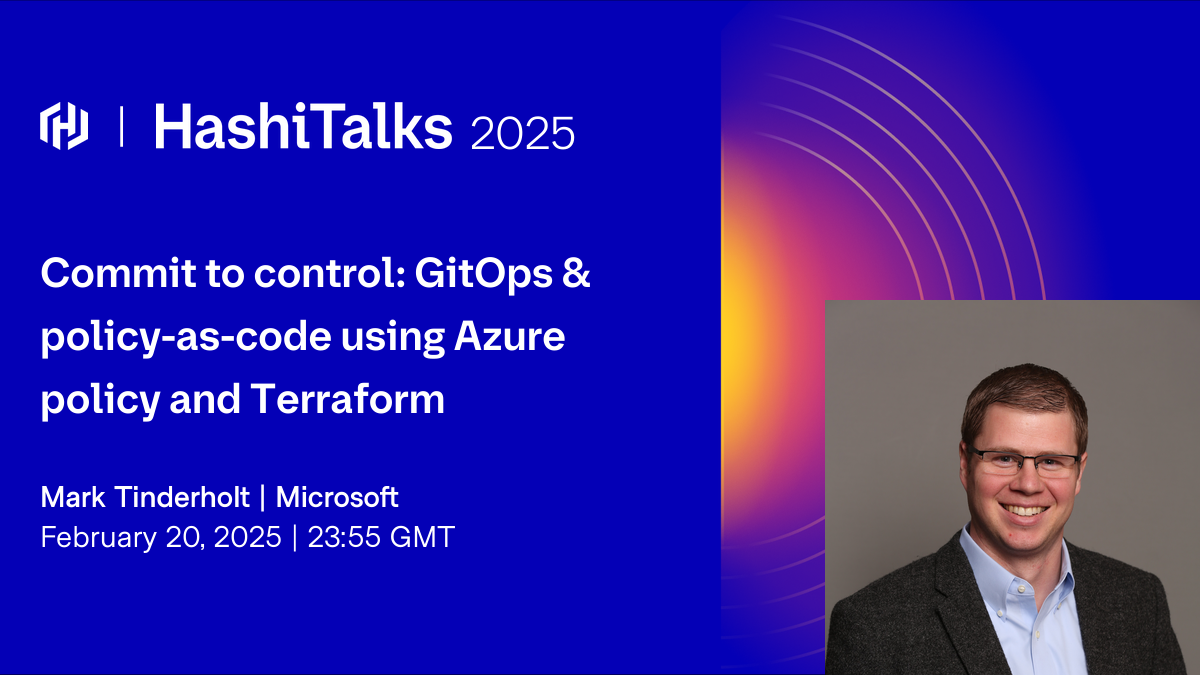 HashiTalks 2025
Commit to control: GitOps &
policy-as-code using Azure
policy and Terraform
Mark Tinderholt | Microsoft
February 20, 2025 | 23:55 GMT